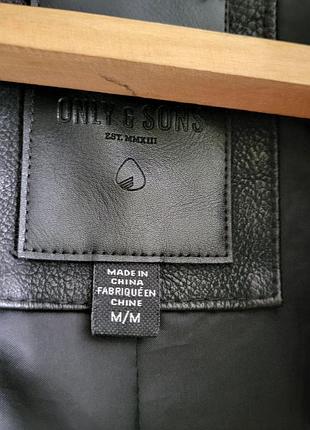 ONLY & SONS
EST. MMXIII
MADE IN
CHINA
FABRIQUÉ EN
CHINE
M/M